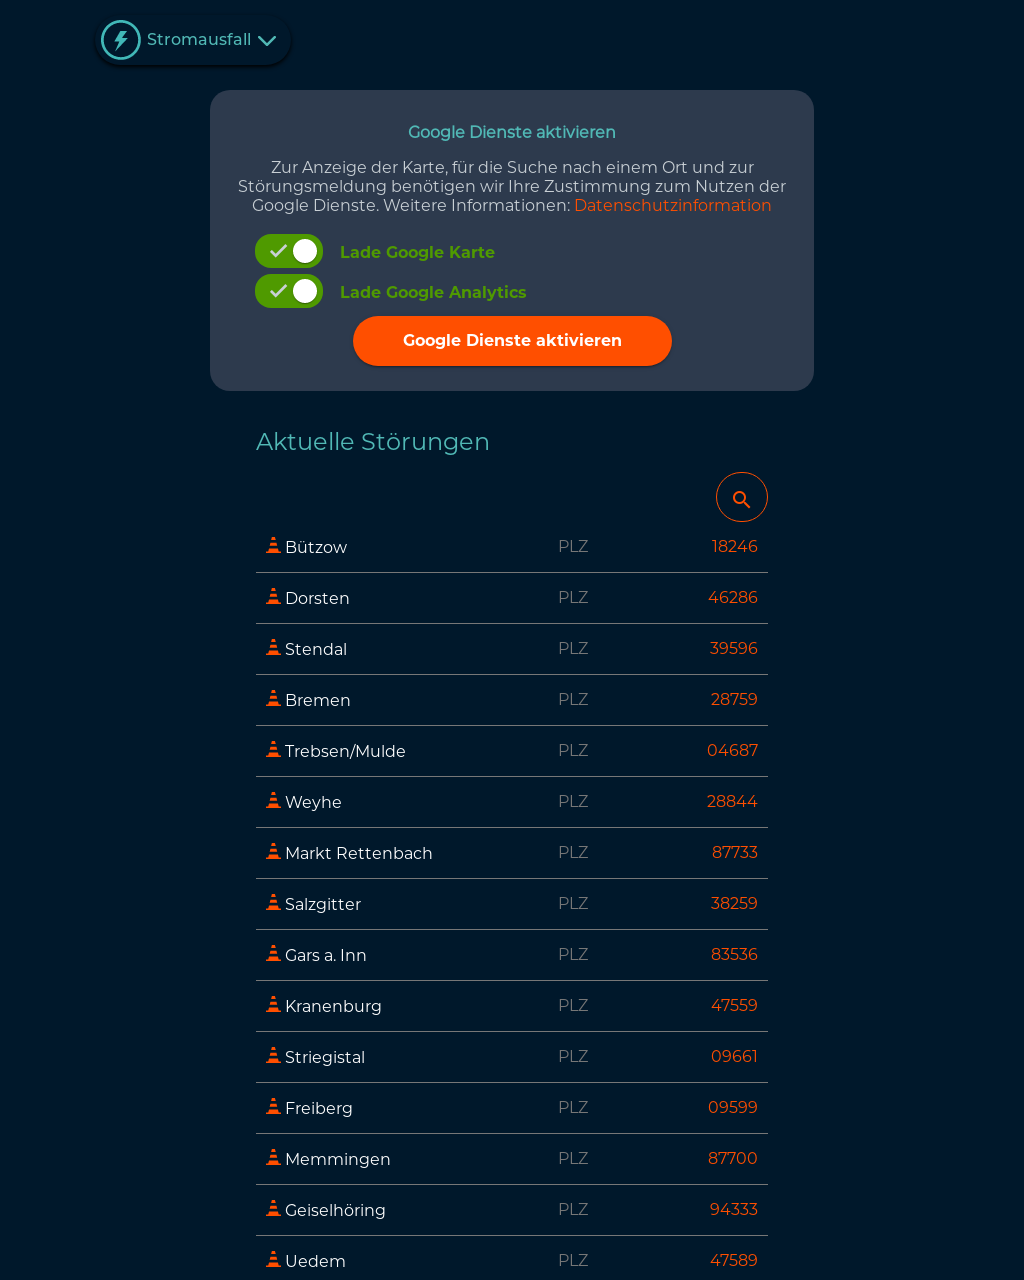 Stromausfall
Google Dienste aktivieren
Zur Anzeige der Karte, für die Suche nach einem Ort und zur
Störungsmeldung benötigen wir Ihre Zustimmung zum Nutzen der
Google Dienste. Weitere Informationen: Datenschutzinformation
Lade Google Karte
Lade Google Analytics
Google Dienste aktivieren
Aktuelle Störungen
Bützow PLZ 18246
Dorsten PLZ 46286
Stendal PLZ 39596
Bremen PLZ 28759
Trebsen/Mulde PLZ 04687
Weyhe PLZ 28844
Markt Rettenbach PLZ 87733
Salzgitter PLZ 38259
Gars a. Inn PLZ 83536
Kranenburg PLZ 47559
Striegistal PLZ 09661
Freiberg PLZ 09599
Memmingen PLZ 87700
Geiselhöring PLZ 94333
Uedem PLZ 47589